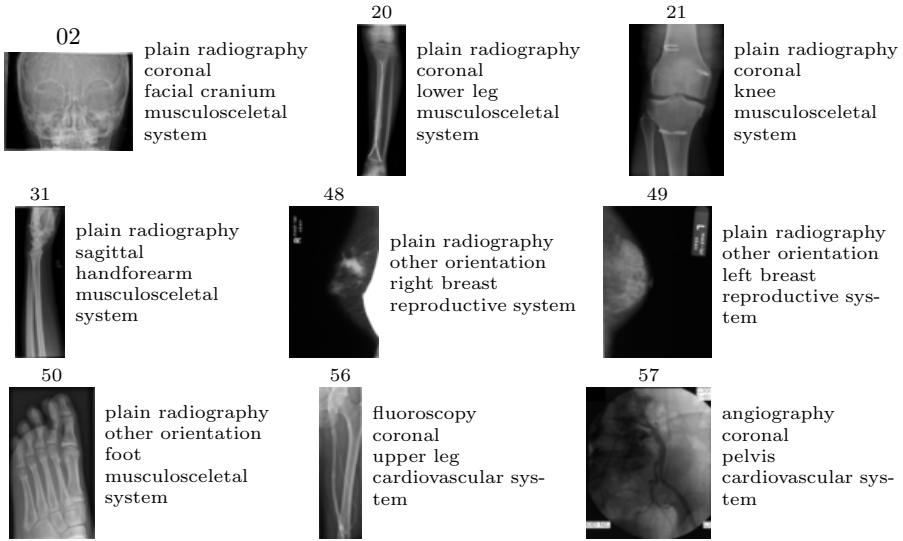 02
plain radiography
coronal
facial cranium
musculosceletal
system
20
plain radiography
coronal
lower leg
musculosceletal
system
21
plain radiography
coronal
knee
musculosceletal
system
31
plain radiography
sagittal
handforearm
musculosceletal
system
48
R
plain radiography
other orientation
right breast
reproductive system
49
L
plain radiography
other orientation
left breast
reproductive sys-
tem
50
plain radiography
other orientation
foot
musculosceletal
system
56
fluoroscopy
coronal
upper leg
cardiovascular sys-
tem
57
angiography
coronal
pelvis
cardiovascular sys-
tem